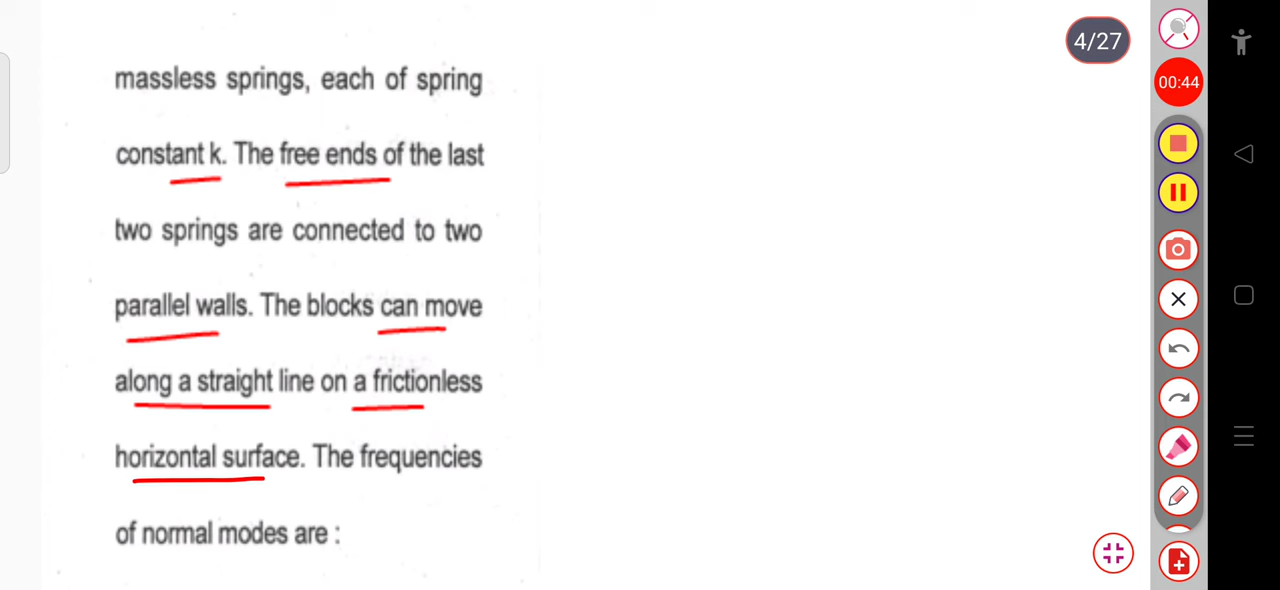 4/27
00:44
massless springs, each of spring
constant k. The free ends of the last
two springs are connected to two
parallel walls. The blocks can move
along a straight line on a frictionless
horizontal surface. The frequencies
of normal modes are :